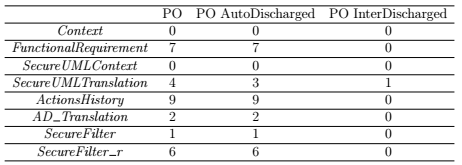 PO PO AutoDischarged PO InterDischarged
Context 0 0 0
FunctionalRequirement 7 7 0
SecureUMLContext 0 0 0
SecureUMLTranslation 4 3 1
ActionsHistory 9 9 0
AD_Translation 2 2 0
SecureFilter 1 1 0
SecureFilter_r 6 6 0